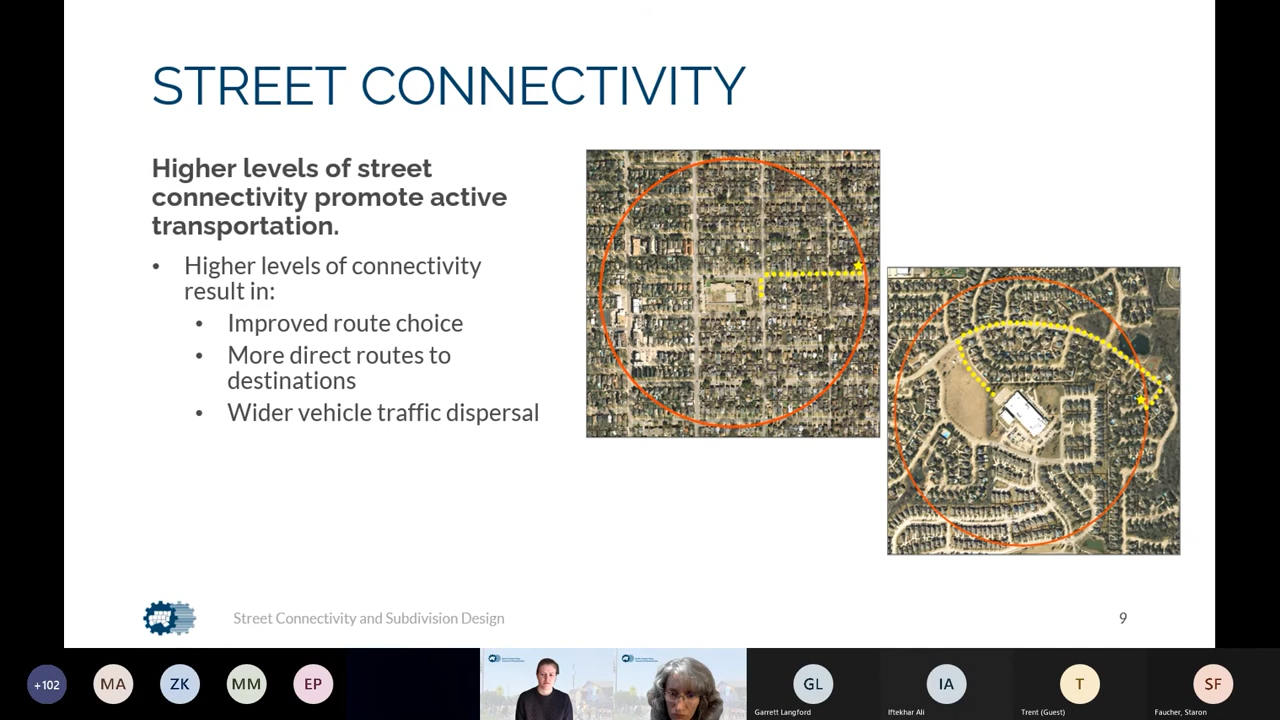 STREET CONNECTIVITY
Higher levels of street
connectivity promote active
transportation.
• Higher levels of connectivity
result in:
• Improved route choice
• More direct routes to
destinations
• Wider vehicle traffic dispersal
Street Connectivity and Subdivision Design
9
+102
MA
ZK
MM
EP
GL
IA
T
SF
Garrett Langford
Iftekhar Ali
Trent (Guest)
Faucher, Staron